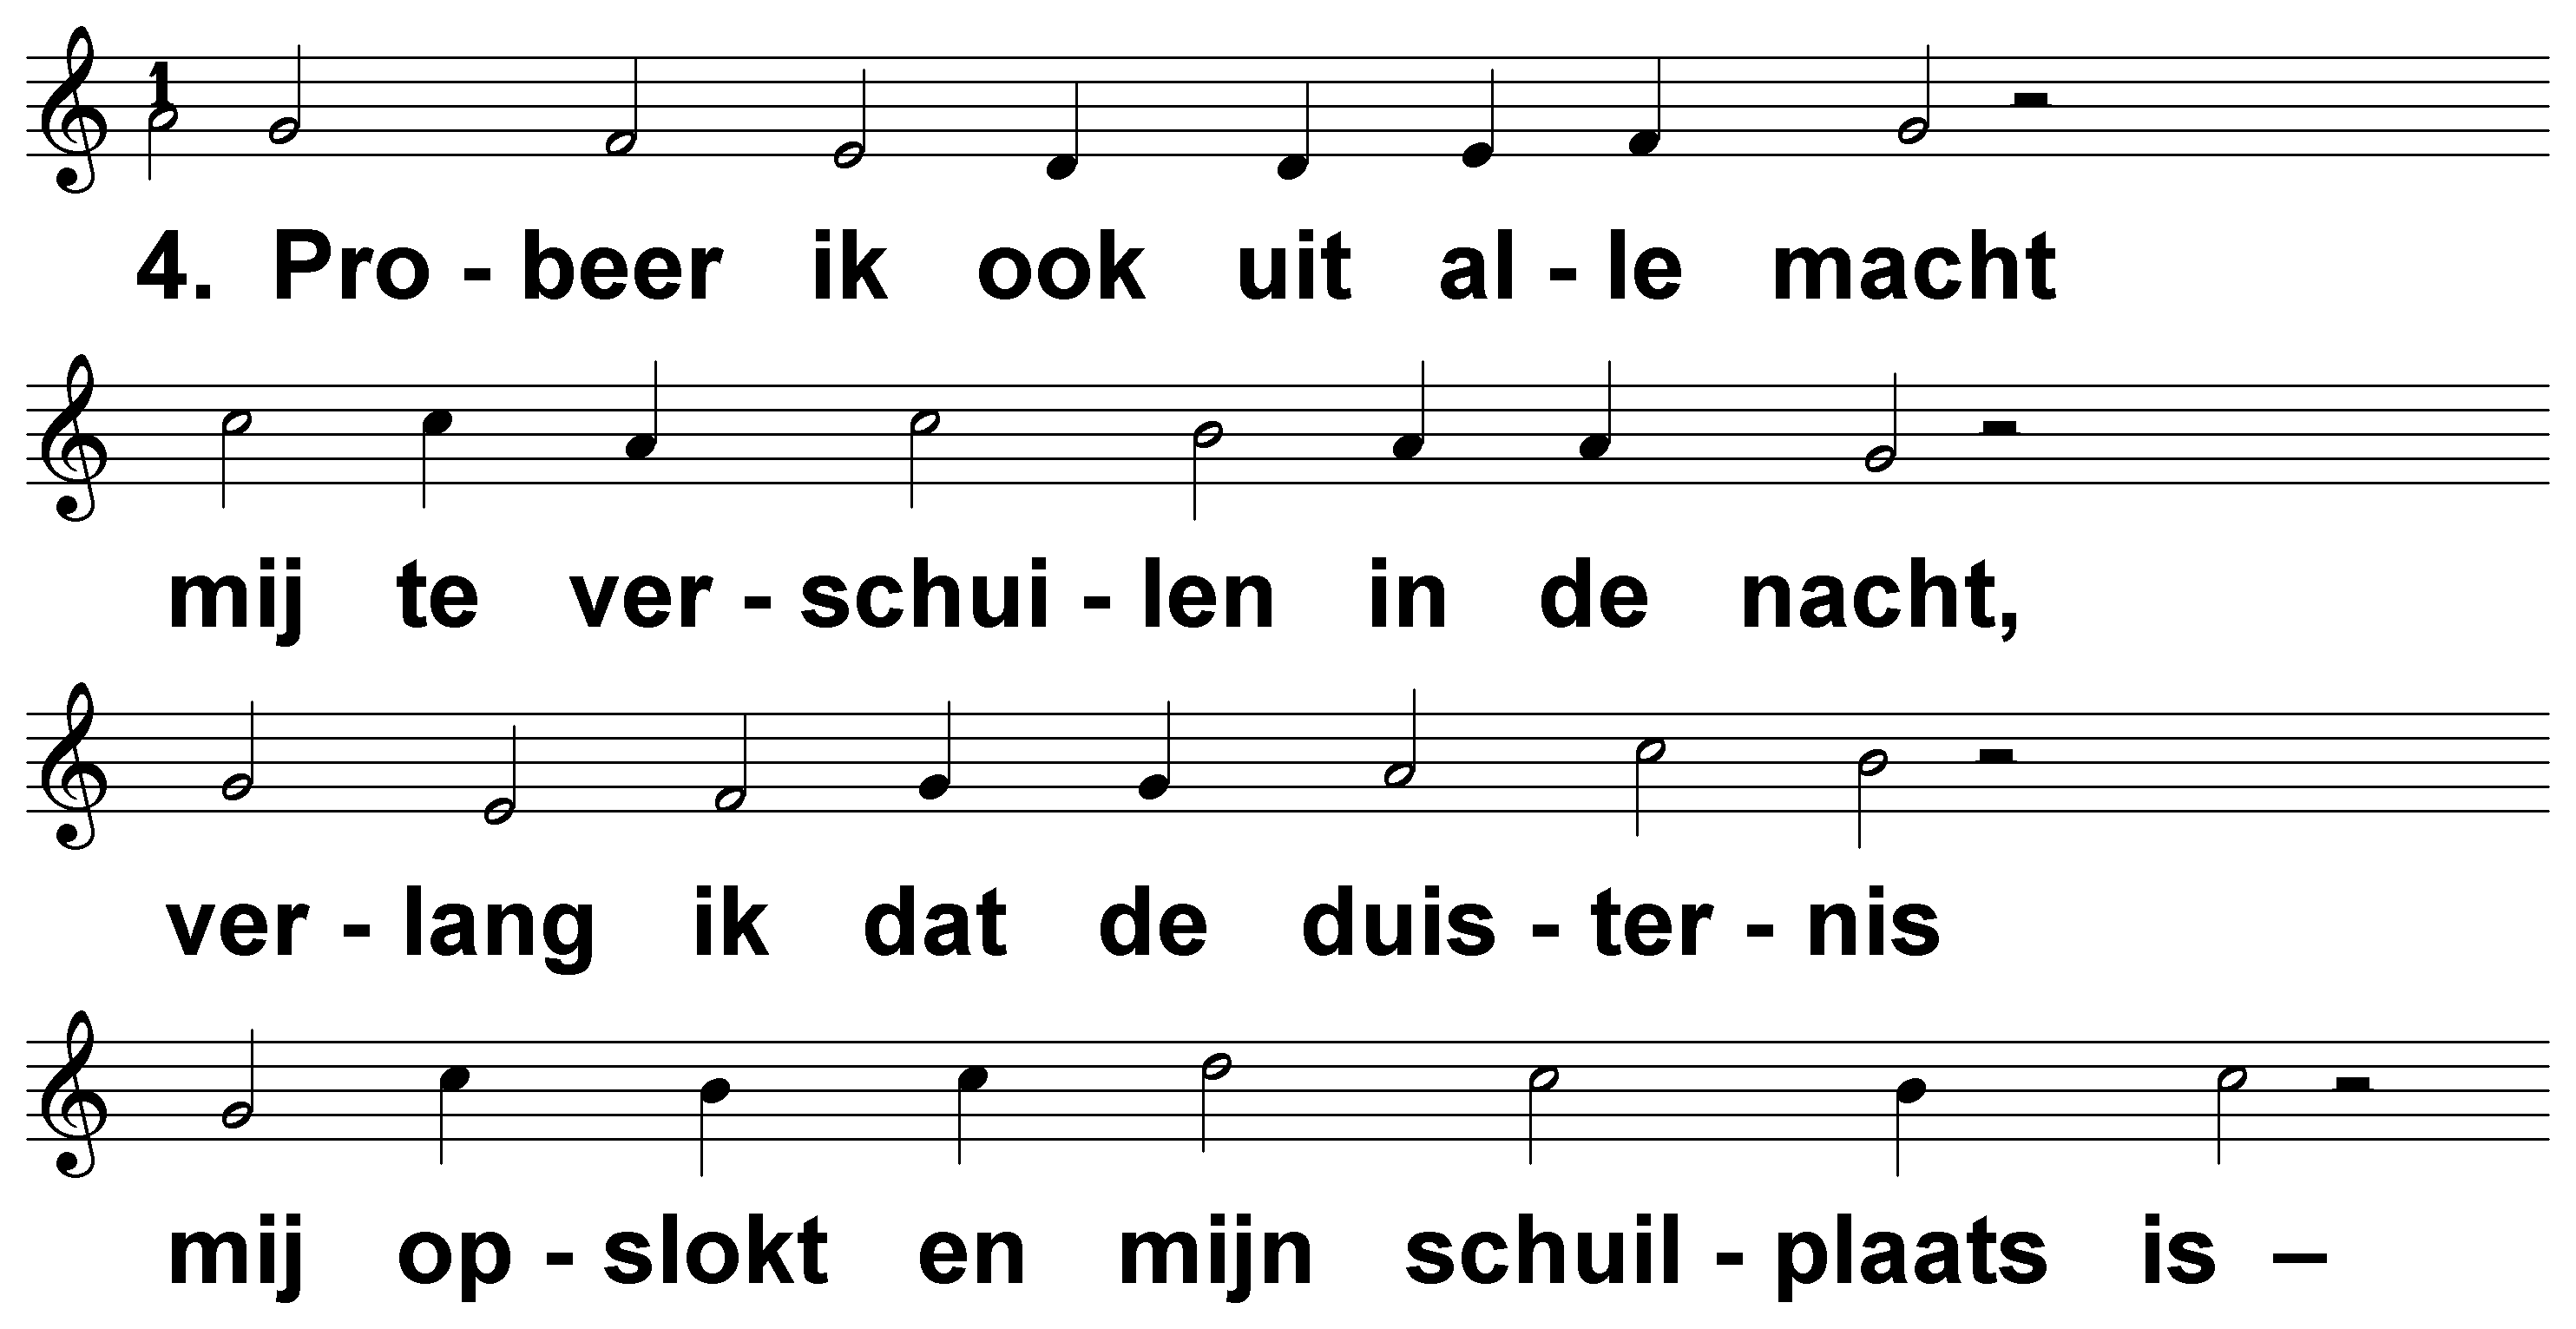 1
4. Pro - beer ik ook uit al - le macht
mij te ver - schui - len in de nacht,
ver - lang ik dat de duis - ter - nis
mij op - slokt en mijn schuil - plaats is –